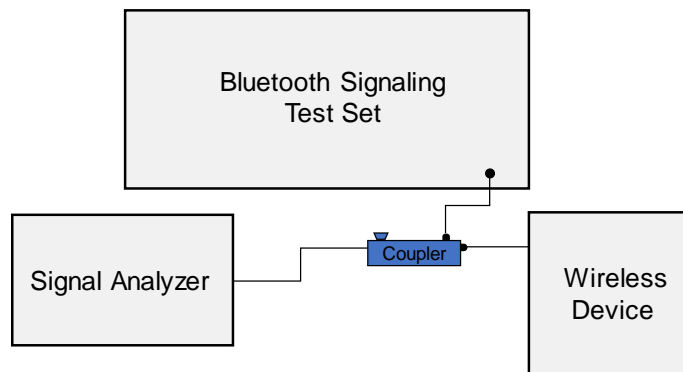 Bluetooth Signaling
Test Set
Coupler
Signal Analyzer
Wireless
Device